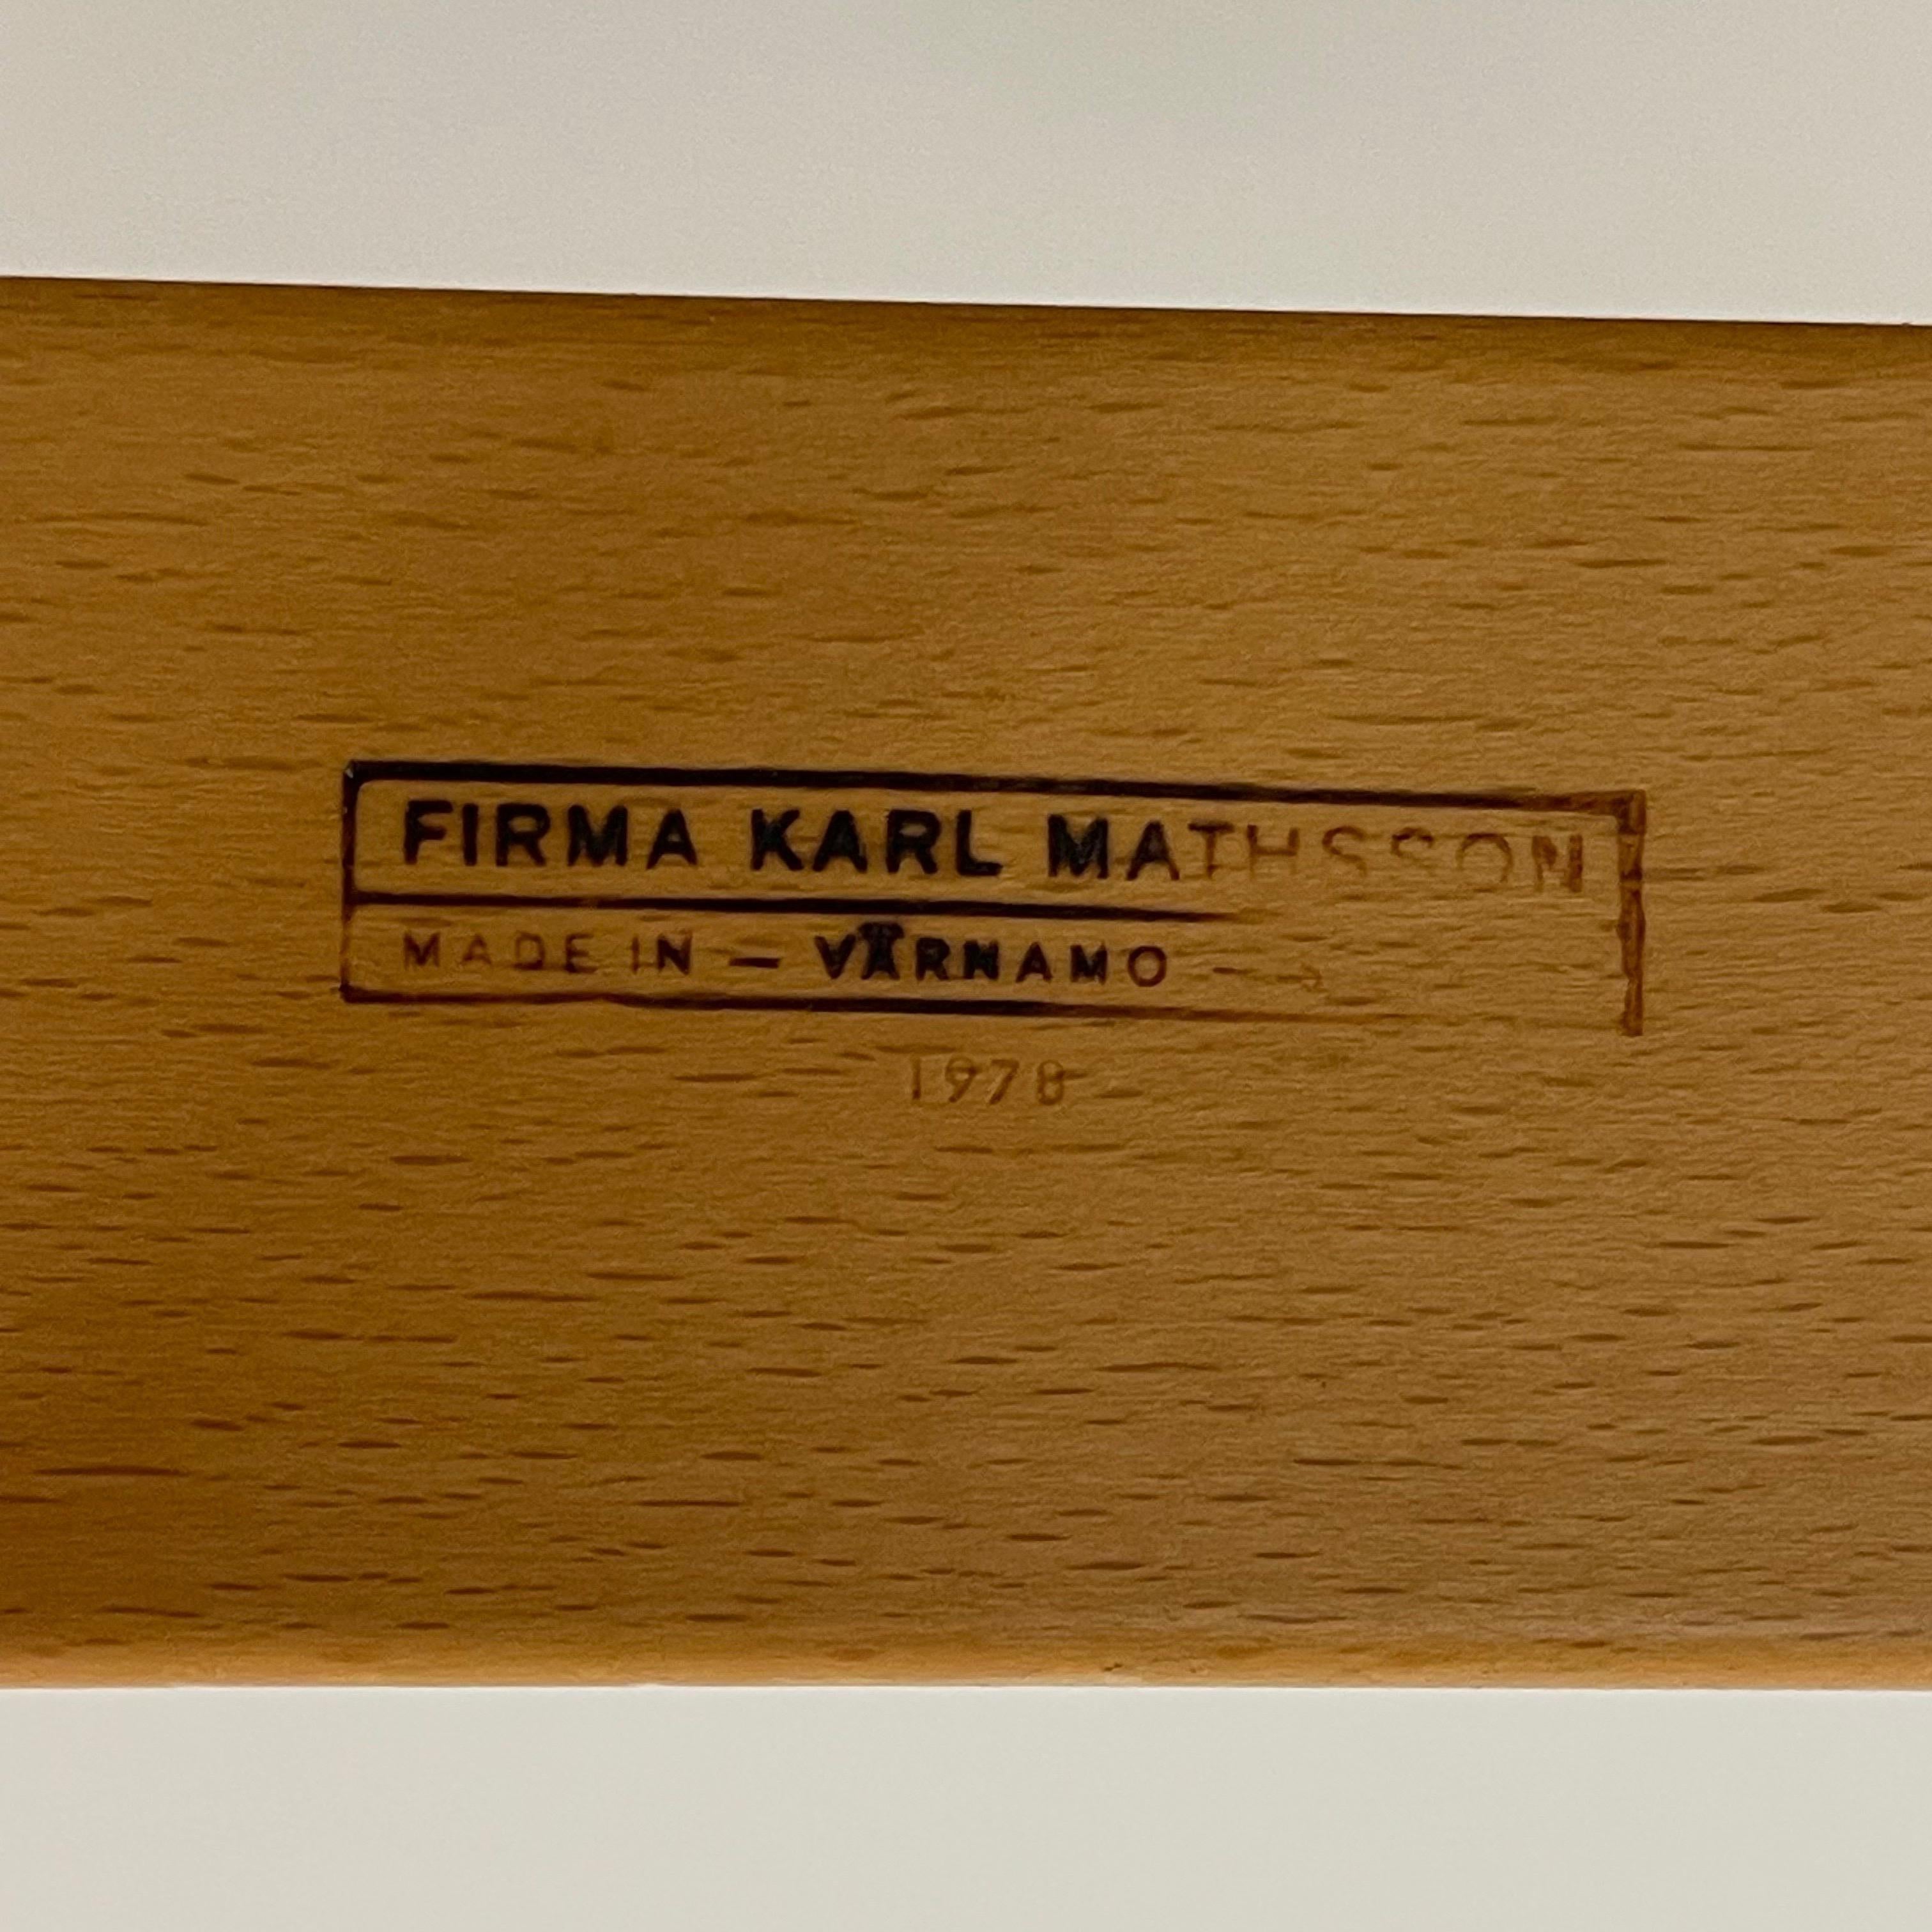 FIRMA KARL MATHSSON
MADE IN – VÄRNAMO –
1978